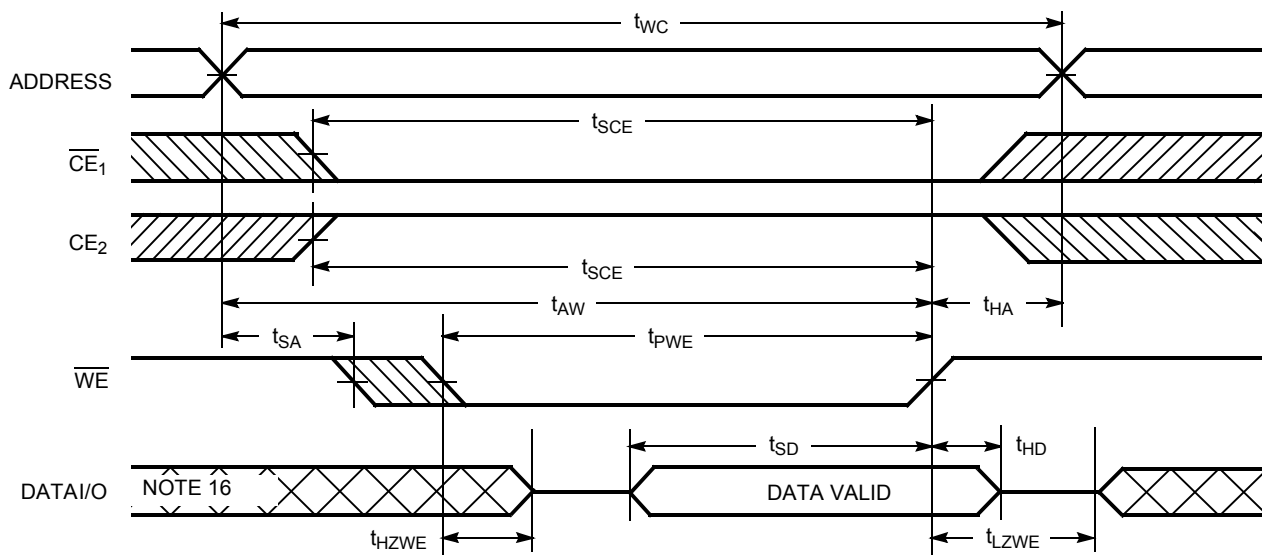 tWC
ADDRESS
tSCE
CE1
CE2
tSCE
tAW
tHA
tSA
tPWE
WE
tSD
tHD
DATAI/O
NOTE 16
DATA VALID
tHZWE
tLZWE